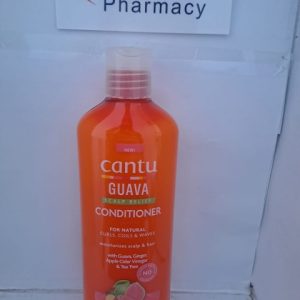 Pharmacy
NEW!
cantu
GUAVA
SCALP RELIEF
CONDITIONER
FOR NATURAL
CURLS, COILS & WAVES
moisturizes scalp & hair
with Guava, Ginger,
Apple Cider Vinegar
& Tea Tree
NO